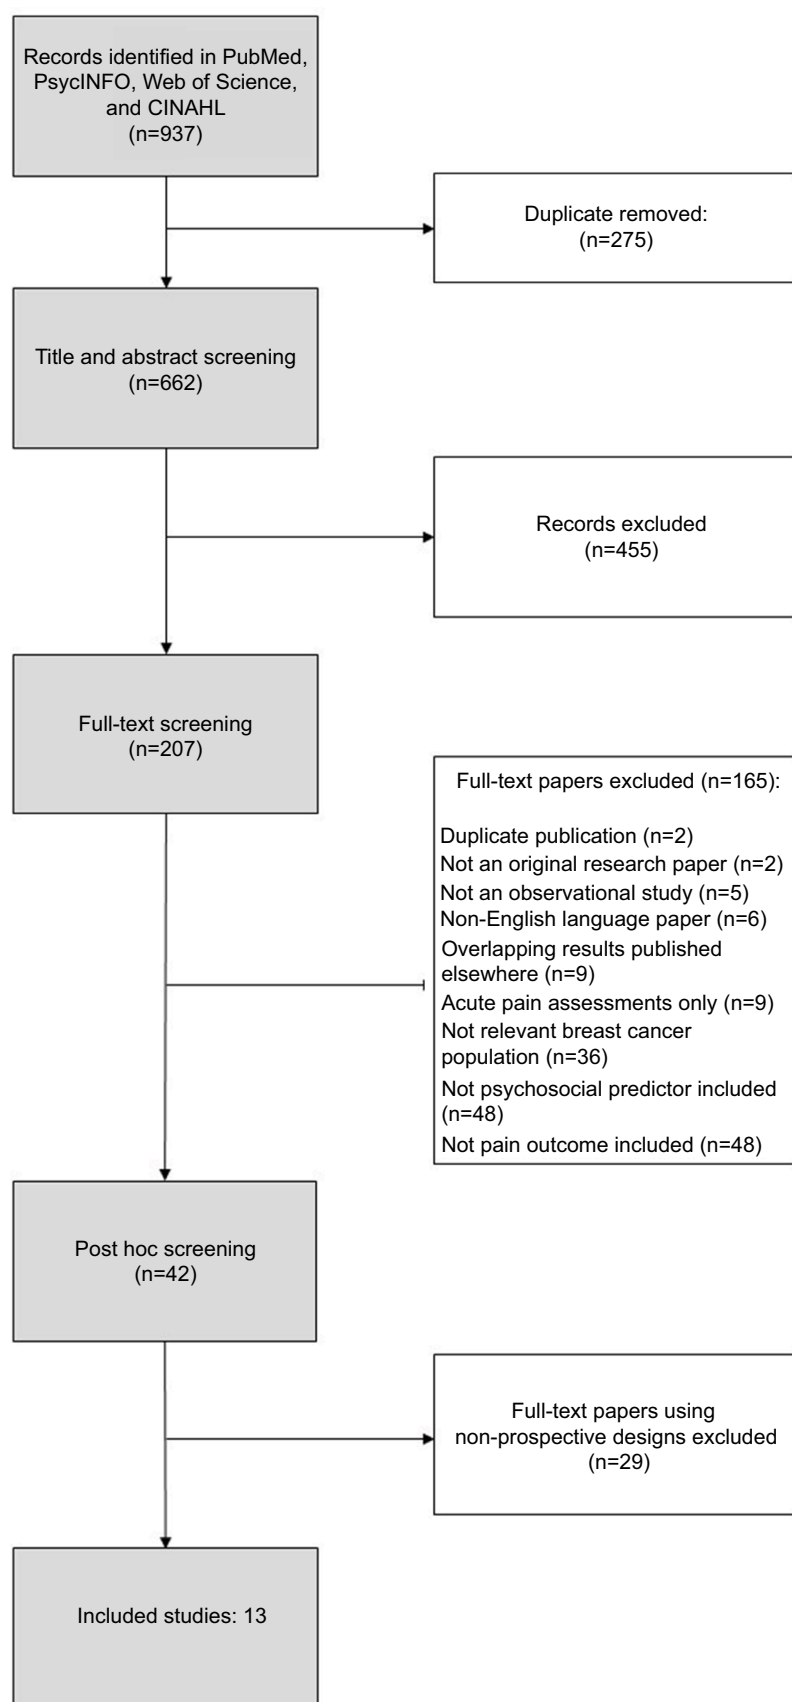 Records identified in PubMed,
PsycINFO, Web of Science,
and CINAHL
(n=937)
Duplicate removed:
(n=275)
Title and abstract screening
(n=662)
Records excluded
(n=455)
Full-text screening
(n=207)
Full-text papers excluded (n=165):
Duplicate publication (n=2)
Not an original research paper (n=2)
Not an observational study (n=5)
Non-English language paper (n=6)
Overlapping results published
elsewhere (n=9)
Acute pain assessments only (n=9)
Not relevant breast cancer
population (n=36)
Not psychosocial predictor included
(n=48)
Not pain outcome included (n=48)
Post hoc screening
(n=42)
Full-text papers using
non-prospective designs excluded
(n=29)
Included studies: 13